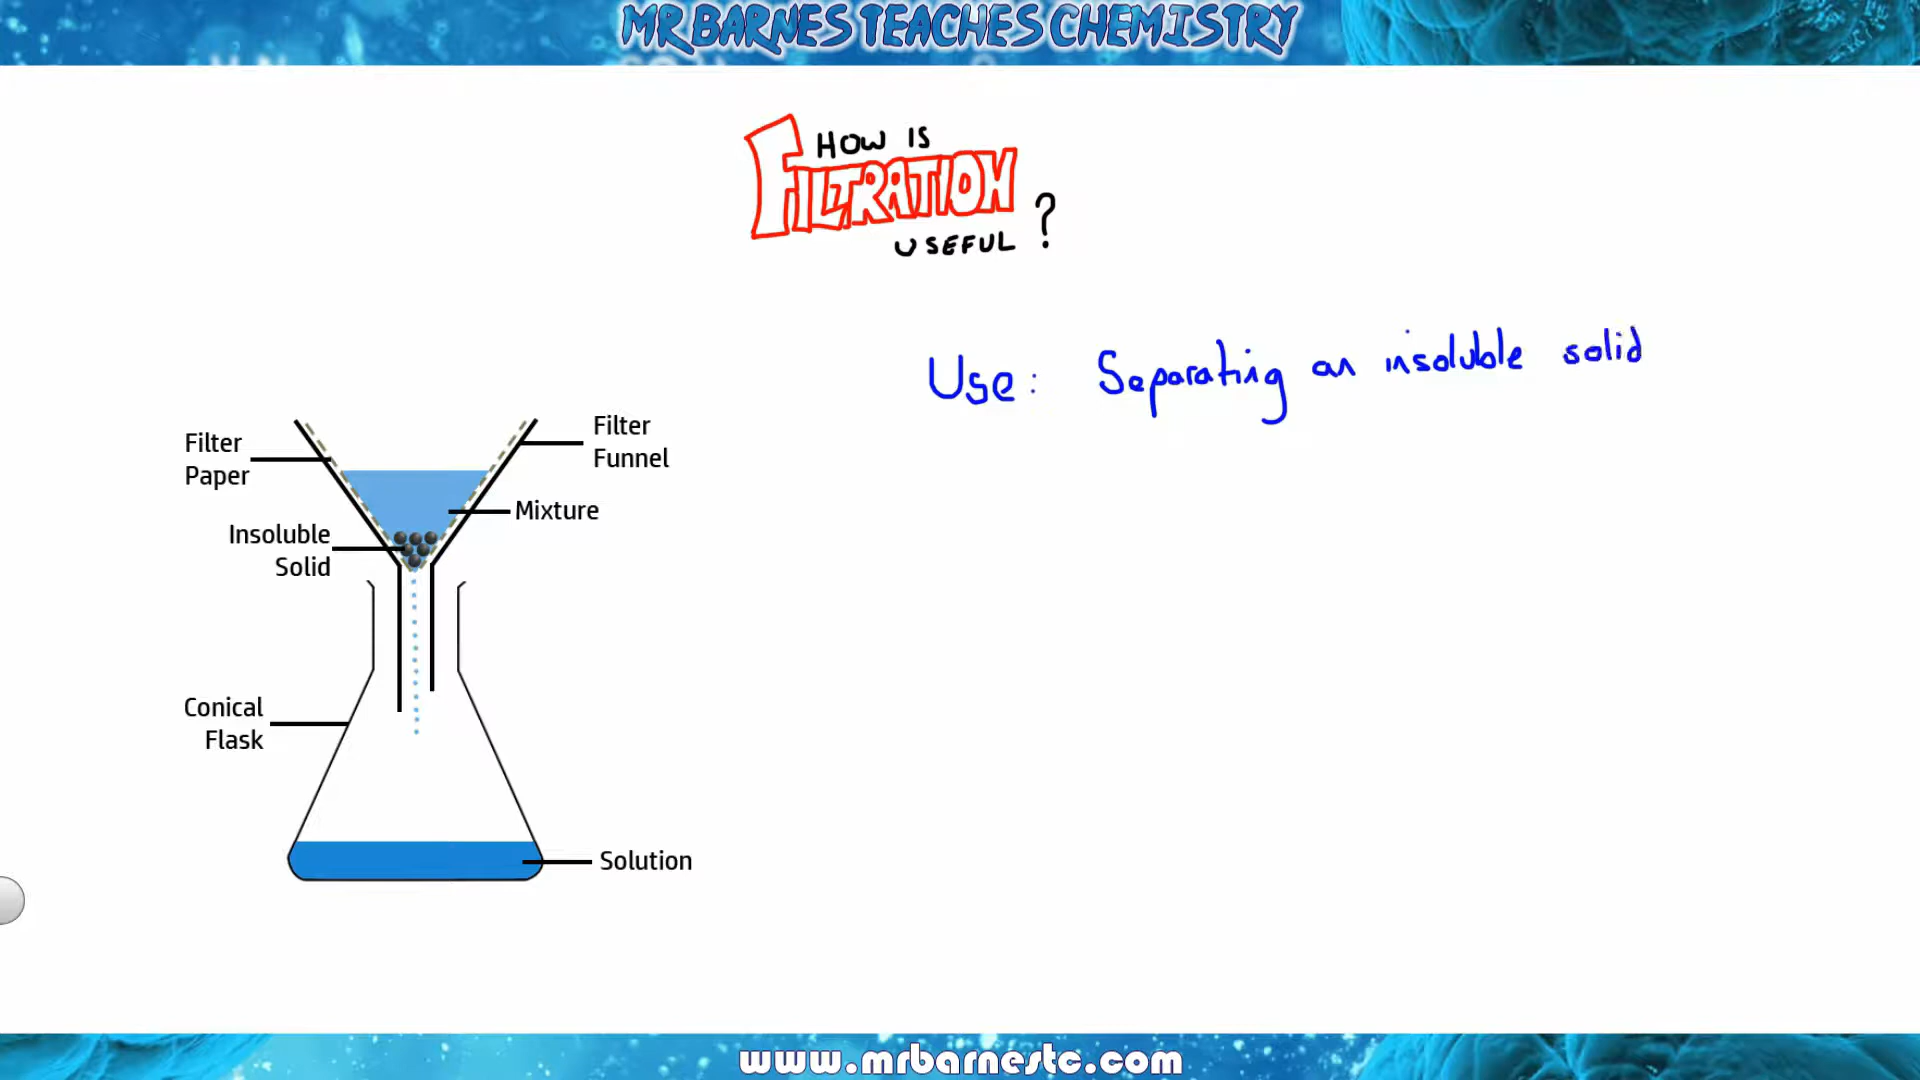 MR BARNES TEACHES CHEMISTRY
HOW IS
FILTRATION
USEFUL ?
Use: Separating an insoluble solid
Filter
Paper
Filter
Funnel
Mixture
Insoluble
Solid
Conical
Flask
Solution
www.mrbarnestc.com